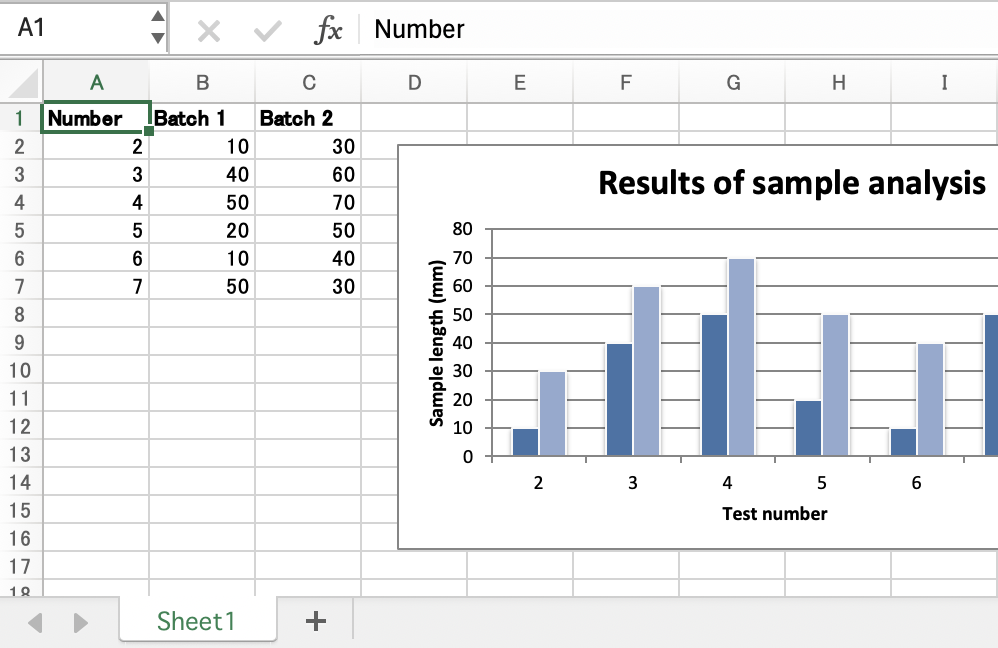 A1 fx Number
A B C D E F G H I
1 Number Batch 1 Batch 2
2 2 10 30
3 3 40 60
4 4 50 70
5 5 20 50
6 6 10 40
7 7 50 30
8
9
10
11
12
13
14
15
16
17
18
Results of sample analysis
Sample length (mm)
80
70
60
50
40
30
20
10
0
2 3 4 5 6
Test number
Sheet1 +